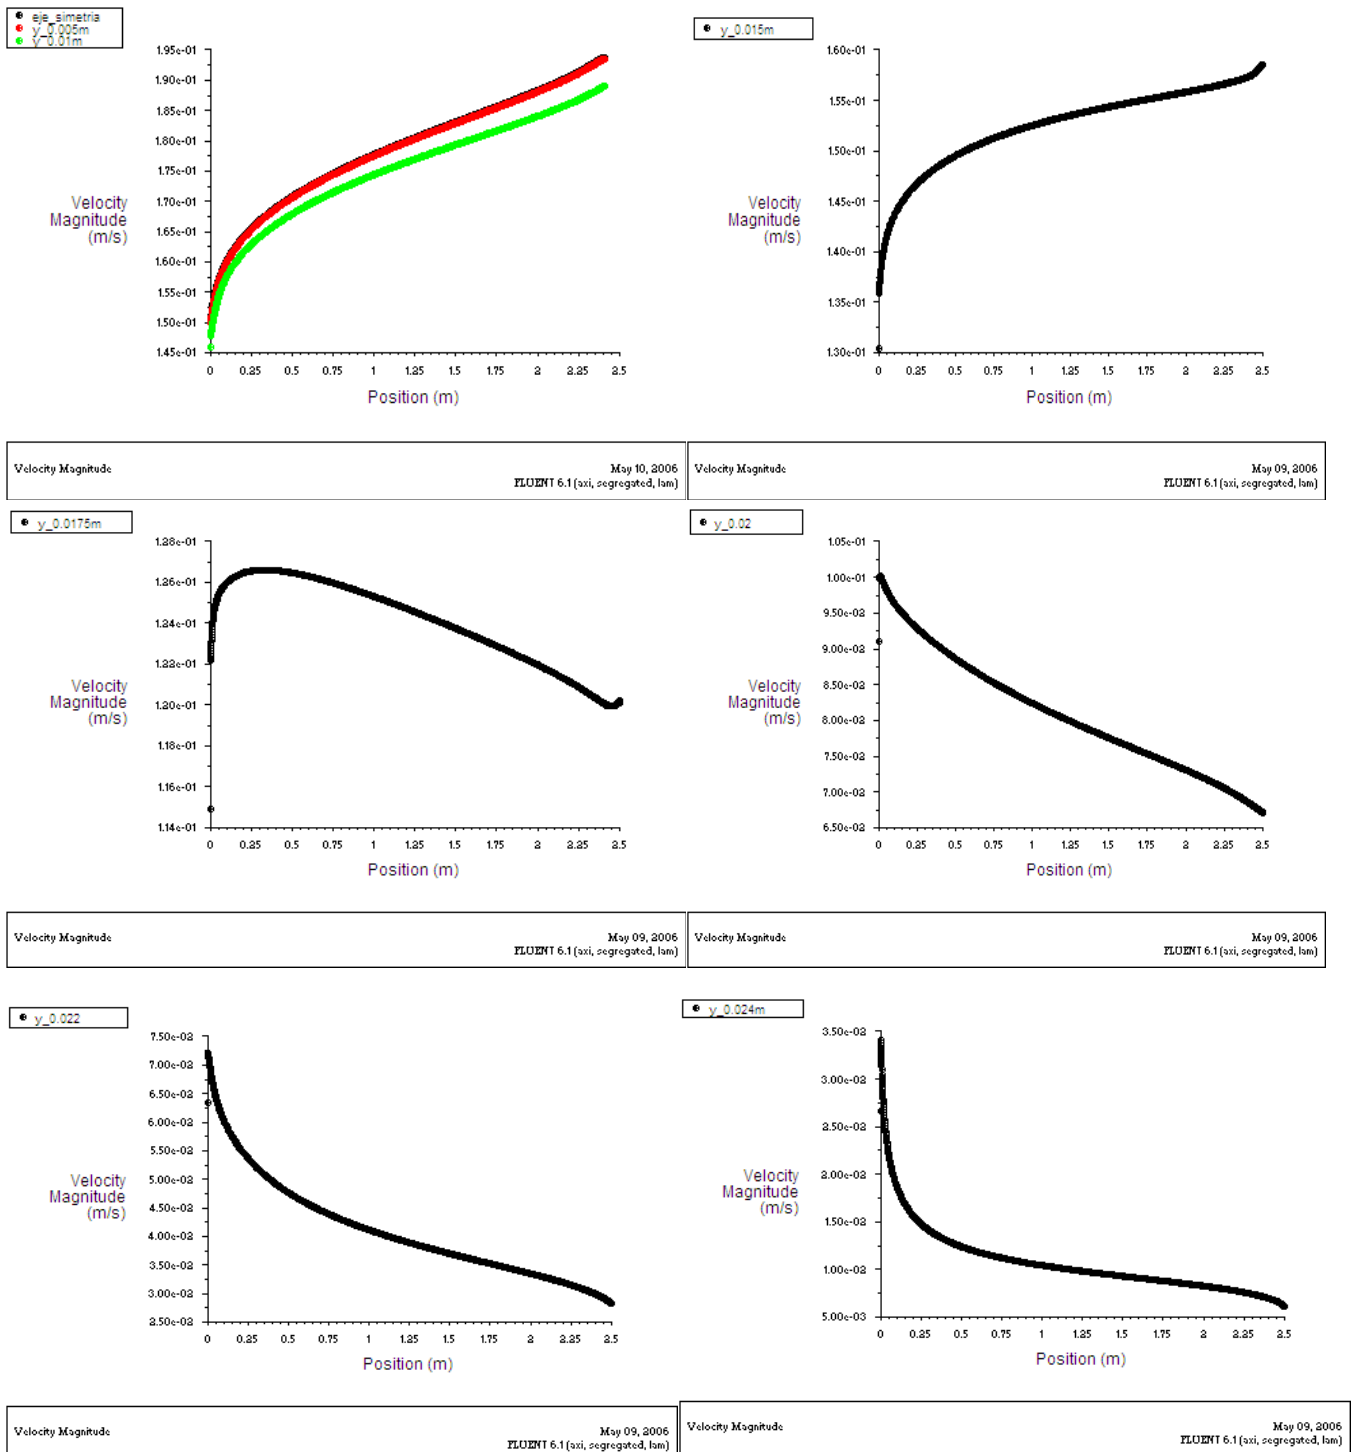 eje_simetria
y_0.005m
y_0.01m
1.95e-01
1.90e-01
1.85e-01
1.80e-01
1.75e-01
1.70e-01
1.65e-01
1.60e-01
1.55e-01
1.50e-01
1.45e-01
Velocity
Magnitude
(m/s)
0 0.25 0.5 0.75 1 1.25 1.5 1.75 2 2.25 2.5
Position (m)
Velocity Magnitude
May 10, 2006
FLUENT 6.1 (axi, segregated, lam)
y_0.015m
1.60e-01
1.55e-01
1.50e-01
1.45e-01
1.40e-01
1.35e-01
1.30e-01
Velocity
Magnitude
(m/s)
0 0.25 0.5 0.75 1 1.25 1.5 1.75 2 2.25 2.5
Position (m)
Velocity Magnitude
May 09, 2006
FLUENT 6.1 (axi, segregated, lam)
y_0.0175m
1.28e-01
1.26e-01
1.24e-01
1.22e-01
1.20e-01
1.18e-01
1.16e-01
1.14e-01
Velocity
Magnitude
(m/s)
0 0.25 0.5 0.75 1 1.25 1.5 1.75 2 2.25 2.5
Position (m)
Velocity Magnitude
May 09, 2006
FLUENT 6.1 (axi, segregated, lam)
y_0.02
1.05e-01
1.00e-01
9.50e-02
9.00e-02
8.50e-02
8.00e-02
7.50e-02
7.00e-02
6.50e-02
Velocity
Magnitude
(m/s)
0 0.25 0.5 0.75 1 1.25 1.5 1.75 2 2.25 2.5
Position (m)
Velocity Magnitude
May 09, 2006
FLUENT 6.1 (axi, segregated, lam)
y_0.022
7.50e-02
7.00e-02
6.50e-02
6.00e-02
5.50e-02
5.00e-02
4.50e-02
4.00e-02
3.50e-02
3.00e-02
2.50e-02
Velocity
Magnitude
(m/s)
0 0.25 0.5 0.75 1 1.25 1.5 1.75 2 2.25 2.5
Position (m)
Velocity Magnitude
May 09, 2006
FLUENT 6.1 (axi, segregated, lam)
y_0.024m
3.50e-02
3.00e-02
2.50e-02
2.00e-02
1.50e-02
1.00e-02
5.00e-03
Velocity
Magnitude
(m/s)
0 0.25 0.5 0.75 1 1.25 1.5 1.75 2 2.25 2.5
Position (m)
Velocity Magnitude
May 09, 2006
FLUENT 6.1 (axi, segregated, lam)